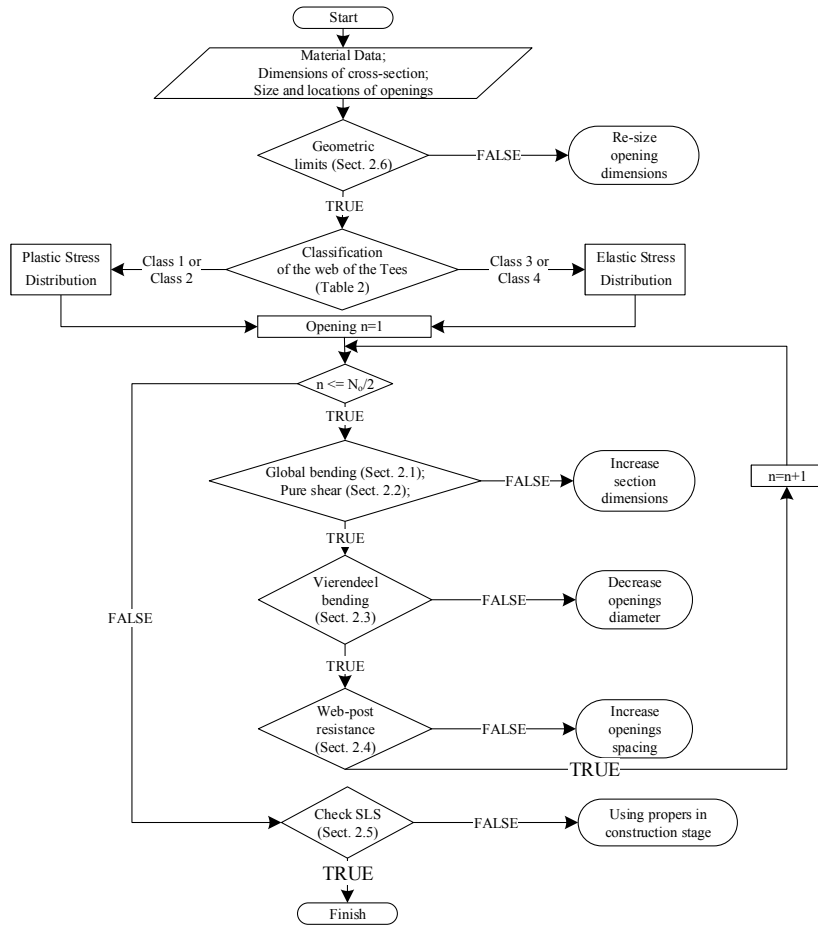 Start
Material Data;
Dimensions of cross-section;
Size and locations of openings
Geometric
limits (Sect. 2.6)
FALSE
Re-size
opening
dimensions
TRUE
Plastic Stress
Distribution
Class 1 or
Class 2
Classification
of the web of the Tees
(Table 2)
Class 3 or
Class 4
Elastic Stress
Distribution
Opening n=1
n <= Nₒ/2
TRUE
Global bending (Sect. 2.1);
Pure shear (Sect. 2.2);
FALSE
Increase
section
dimensions
n=n+1
TRUE
Vierendeel
bending
(Sect. 2.3)
FALSE
Decrease
openings
diameter
FALSE
TRUE
Web-post
resistance
(Sect. 2.4)
FALSE
Increase
openings
spacing
TRUE
Check SLS
(Sect. 2.5)
FALSE
Using propers in
construction stage
TRUE
Finish